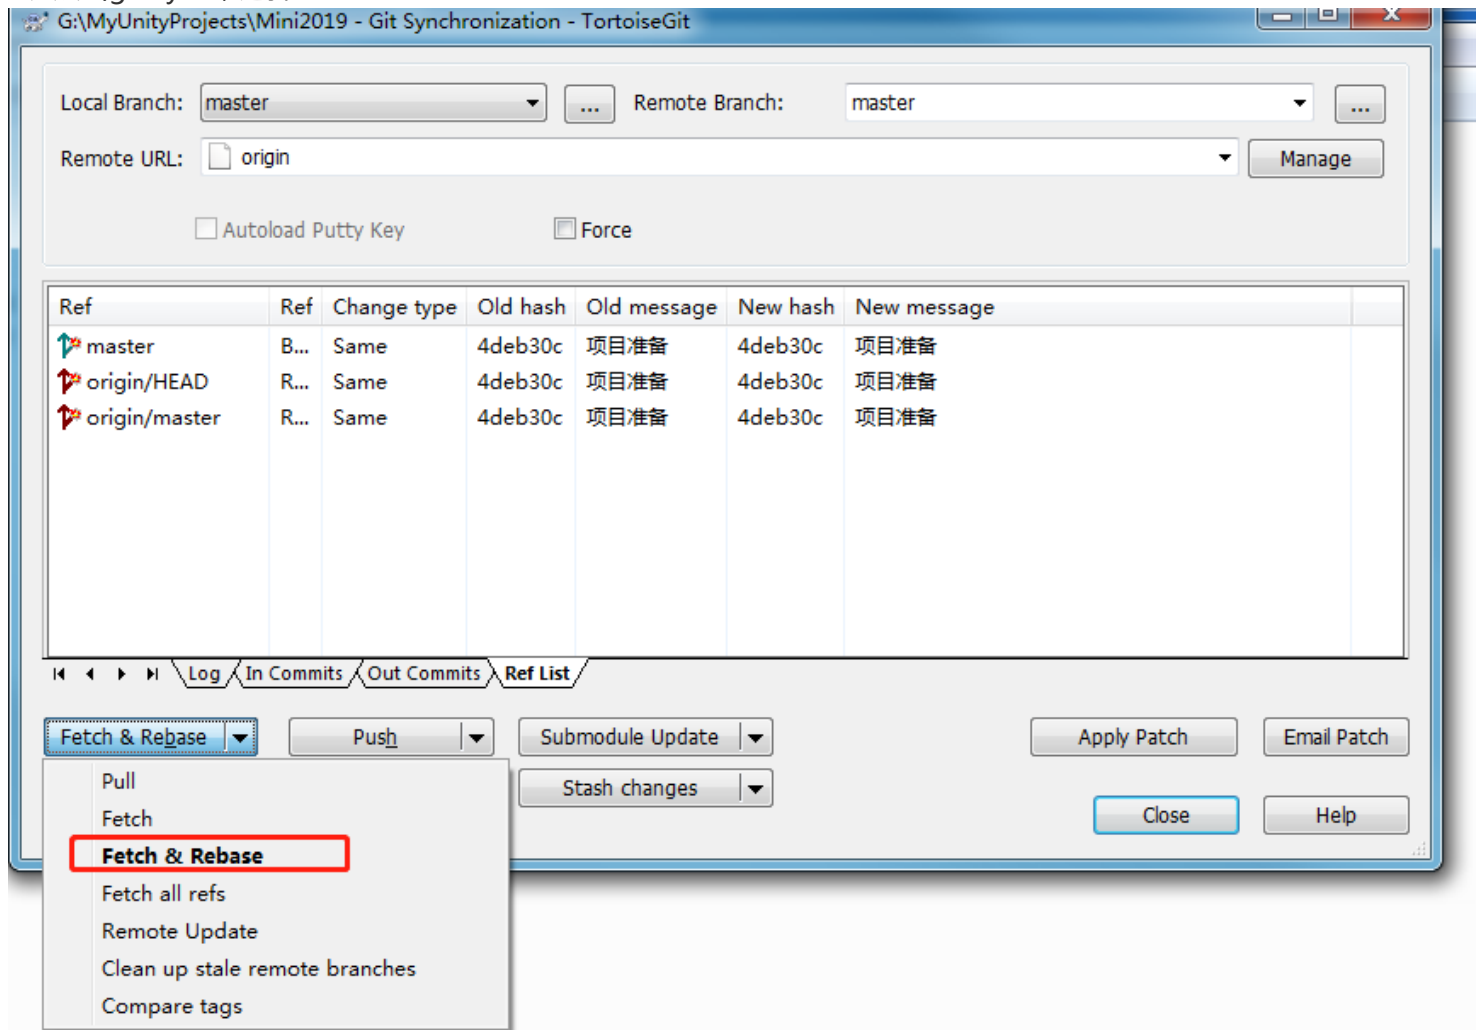 G:\MyUnityProjects\Mini2019 - Git Synchronization - TortoiseGit
Local Branch: master ... Remote Branch: master ...
Remote URL: origin Manage
Autoload Putty Key Force
Ref Ref Change type Old hash Old message New hash New message
master B... Same 4deb30c 项目准备 4deb30c 项目准备
origin/HEAD R... Same 4deb30c 项目准备 4deb30c 项目准备
origin/master R... Same 4deb30c 项目准备 4deb30c 项目准备
Log In Commits Out Commits Ref List
Fetch & Rebase Push Submodule Update Apply Patch Email Patch
Pull Stash changes
Close Help
Fetch
Fetch & Rebase
Fetch all refs
Remote Update
Clean up stale remote branches
Compare tags